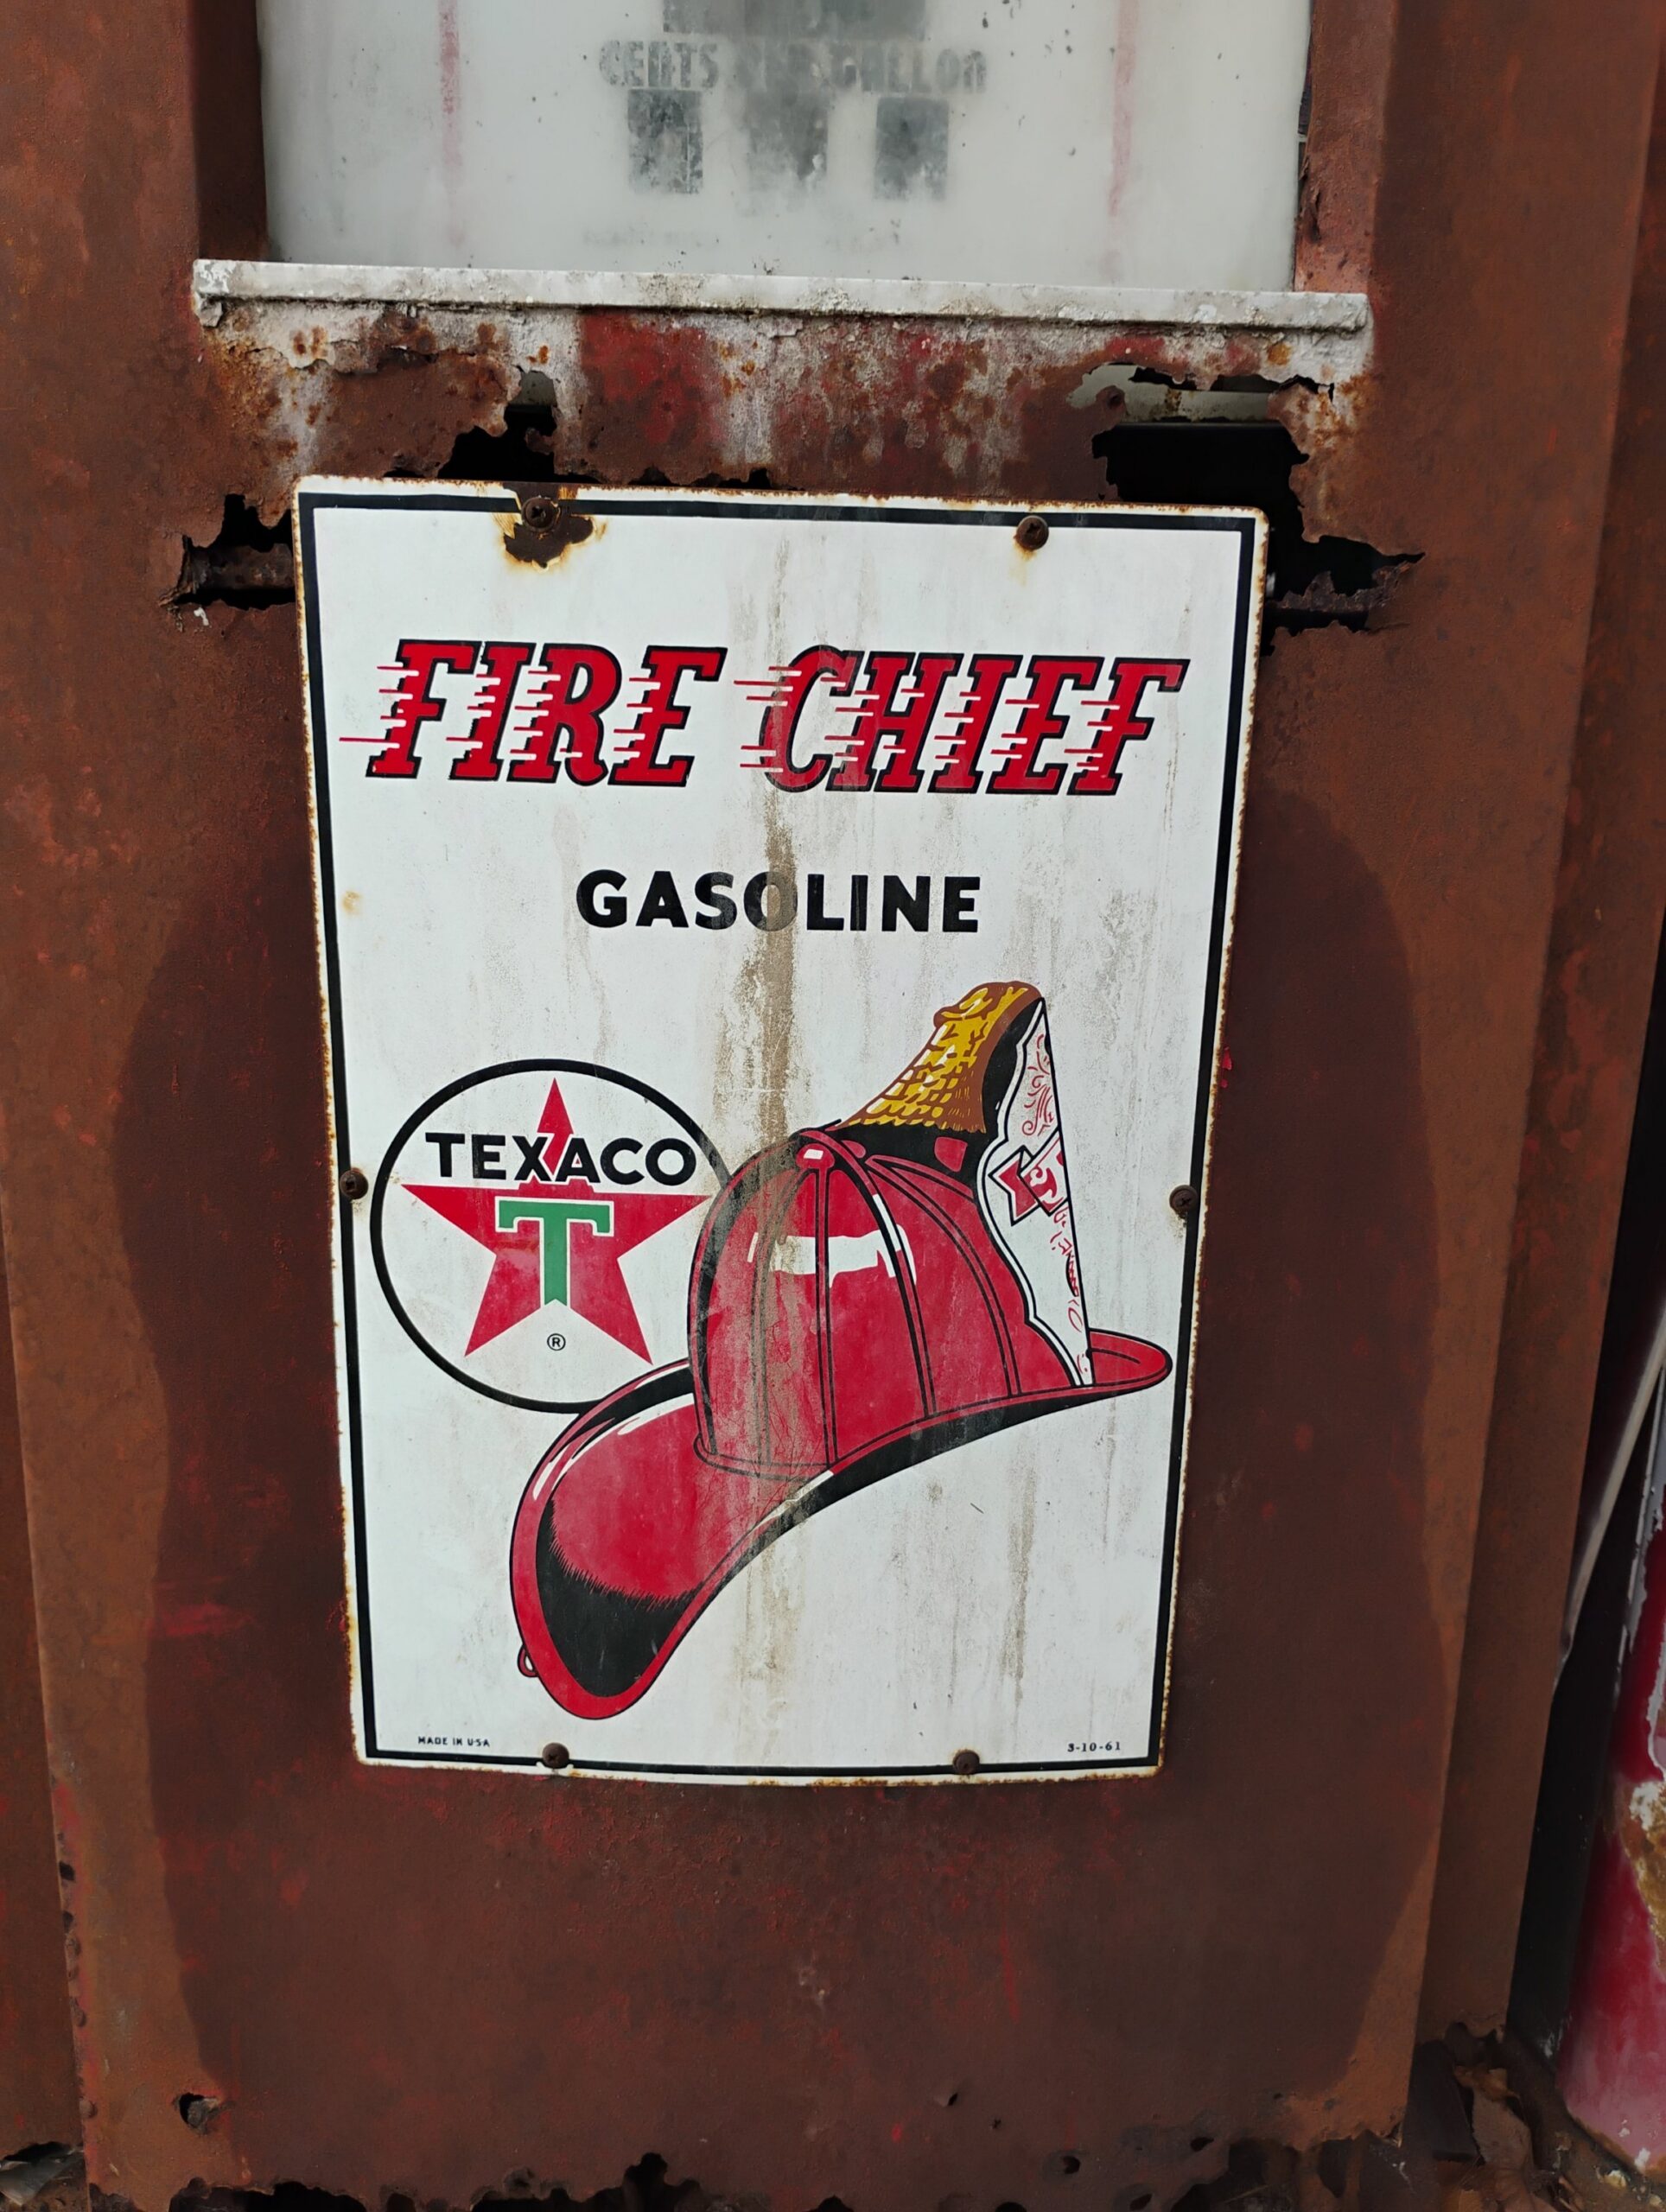 CENTS PER GALLON
FIRE CHIEF
GASOLINE
TEXACO
T
®
T
MADE IN USA
3-10-61